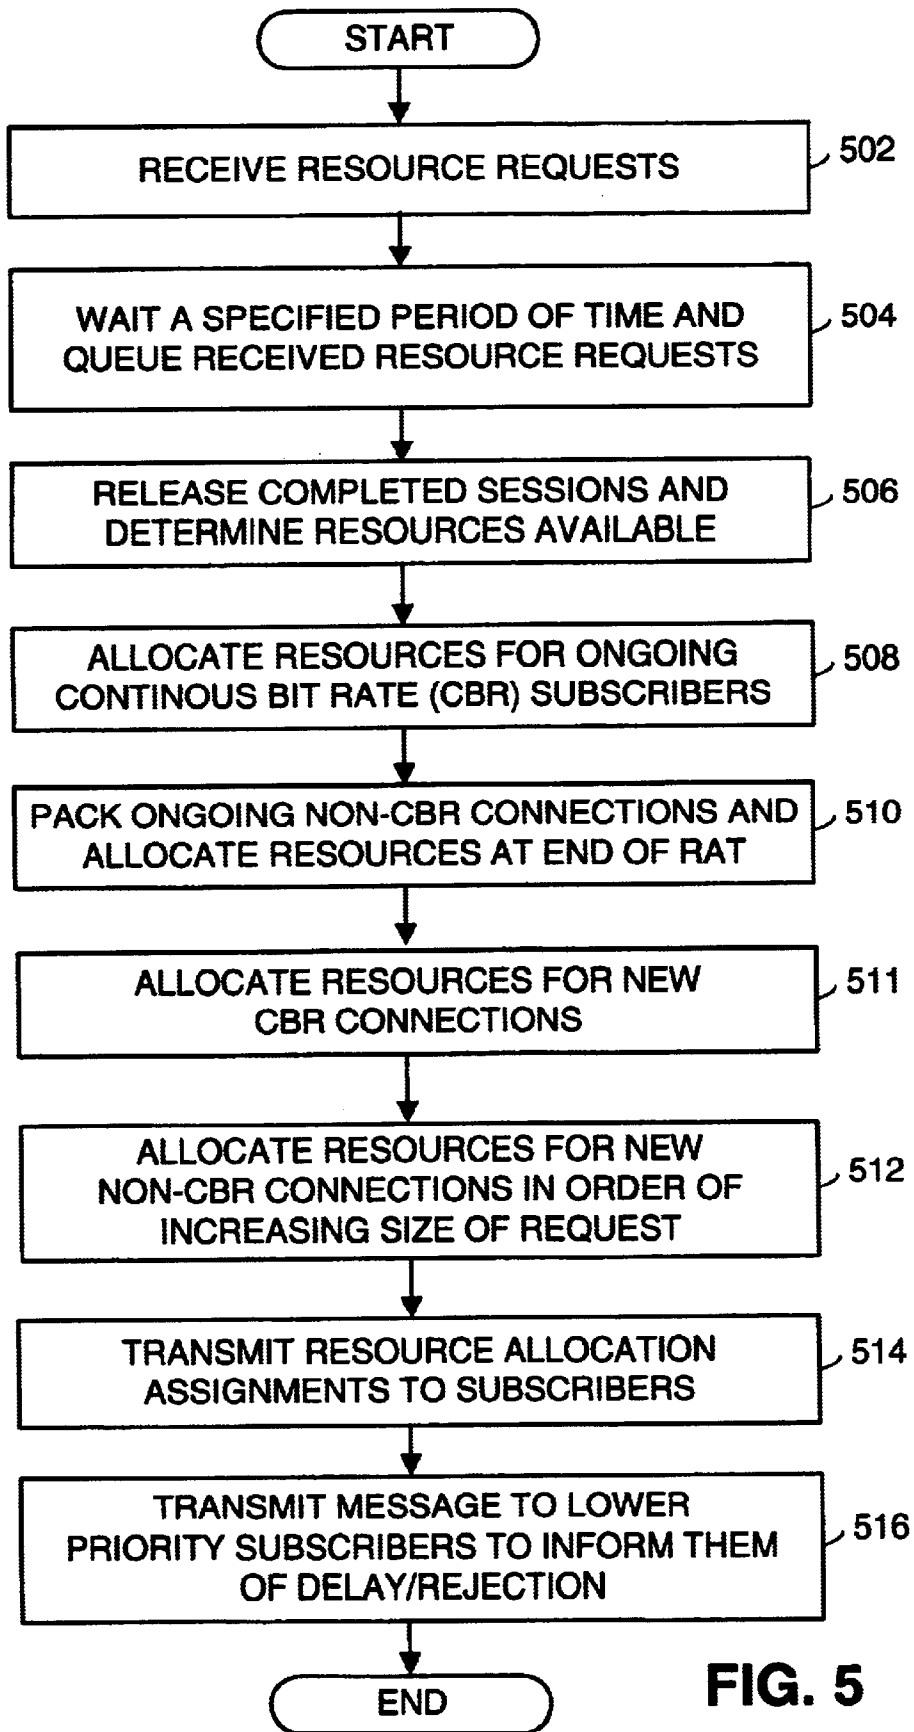 START
RECEIVE RESOURCE REQUESTS
502
WAIT A SPECIFIED PERIOD OF TIME AND
QUEUE RECEIVED RESOURCE REQUESTS
504
RELEASE COMPLETED SESSIONS AND
DETERMINE RESOURCES AVAILABLE
506
ALLOCATE RESOURCES FOR ONGOING
CONTINOUS BIT RATE (CBR) SUBSCRIBERS
508
PACK ONGOING NON-CBR CONNECTIONS AND
ALLOCATE RESOURCES AT END OF RAT
510
ALLOCATE RESOURCES FOR NEW
CBR CONNECTIONS
511
ALLOCATE RESOURCES FOR NEW
NON-CBR CONNECTIONS IN ORDER OF
INCREASING SIZE OF REQUEST
512
TRANSMIT RESOURCE ALLOCATION
ASSIGNMENTS TO SUBSCRIBERS
514
TRANSMIT MESSAGE TO LOWER
PRIORITY SUBSCRIBERS TO INFORM THEM
OF DELAY/REJECTION
516
END
FIG. 5